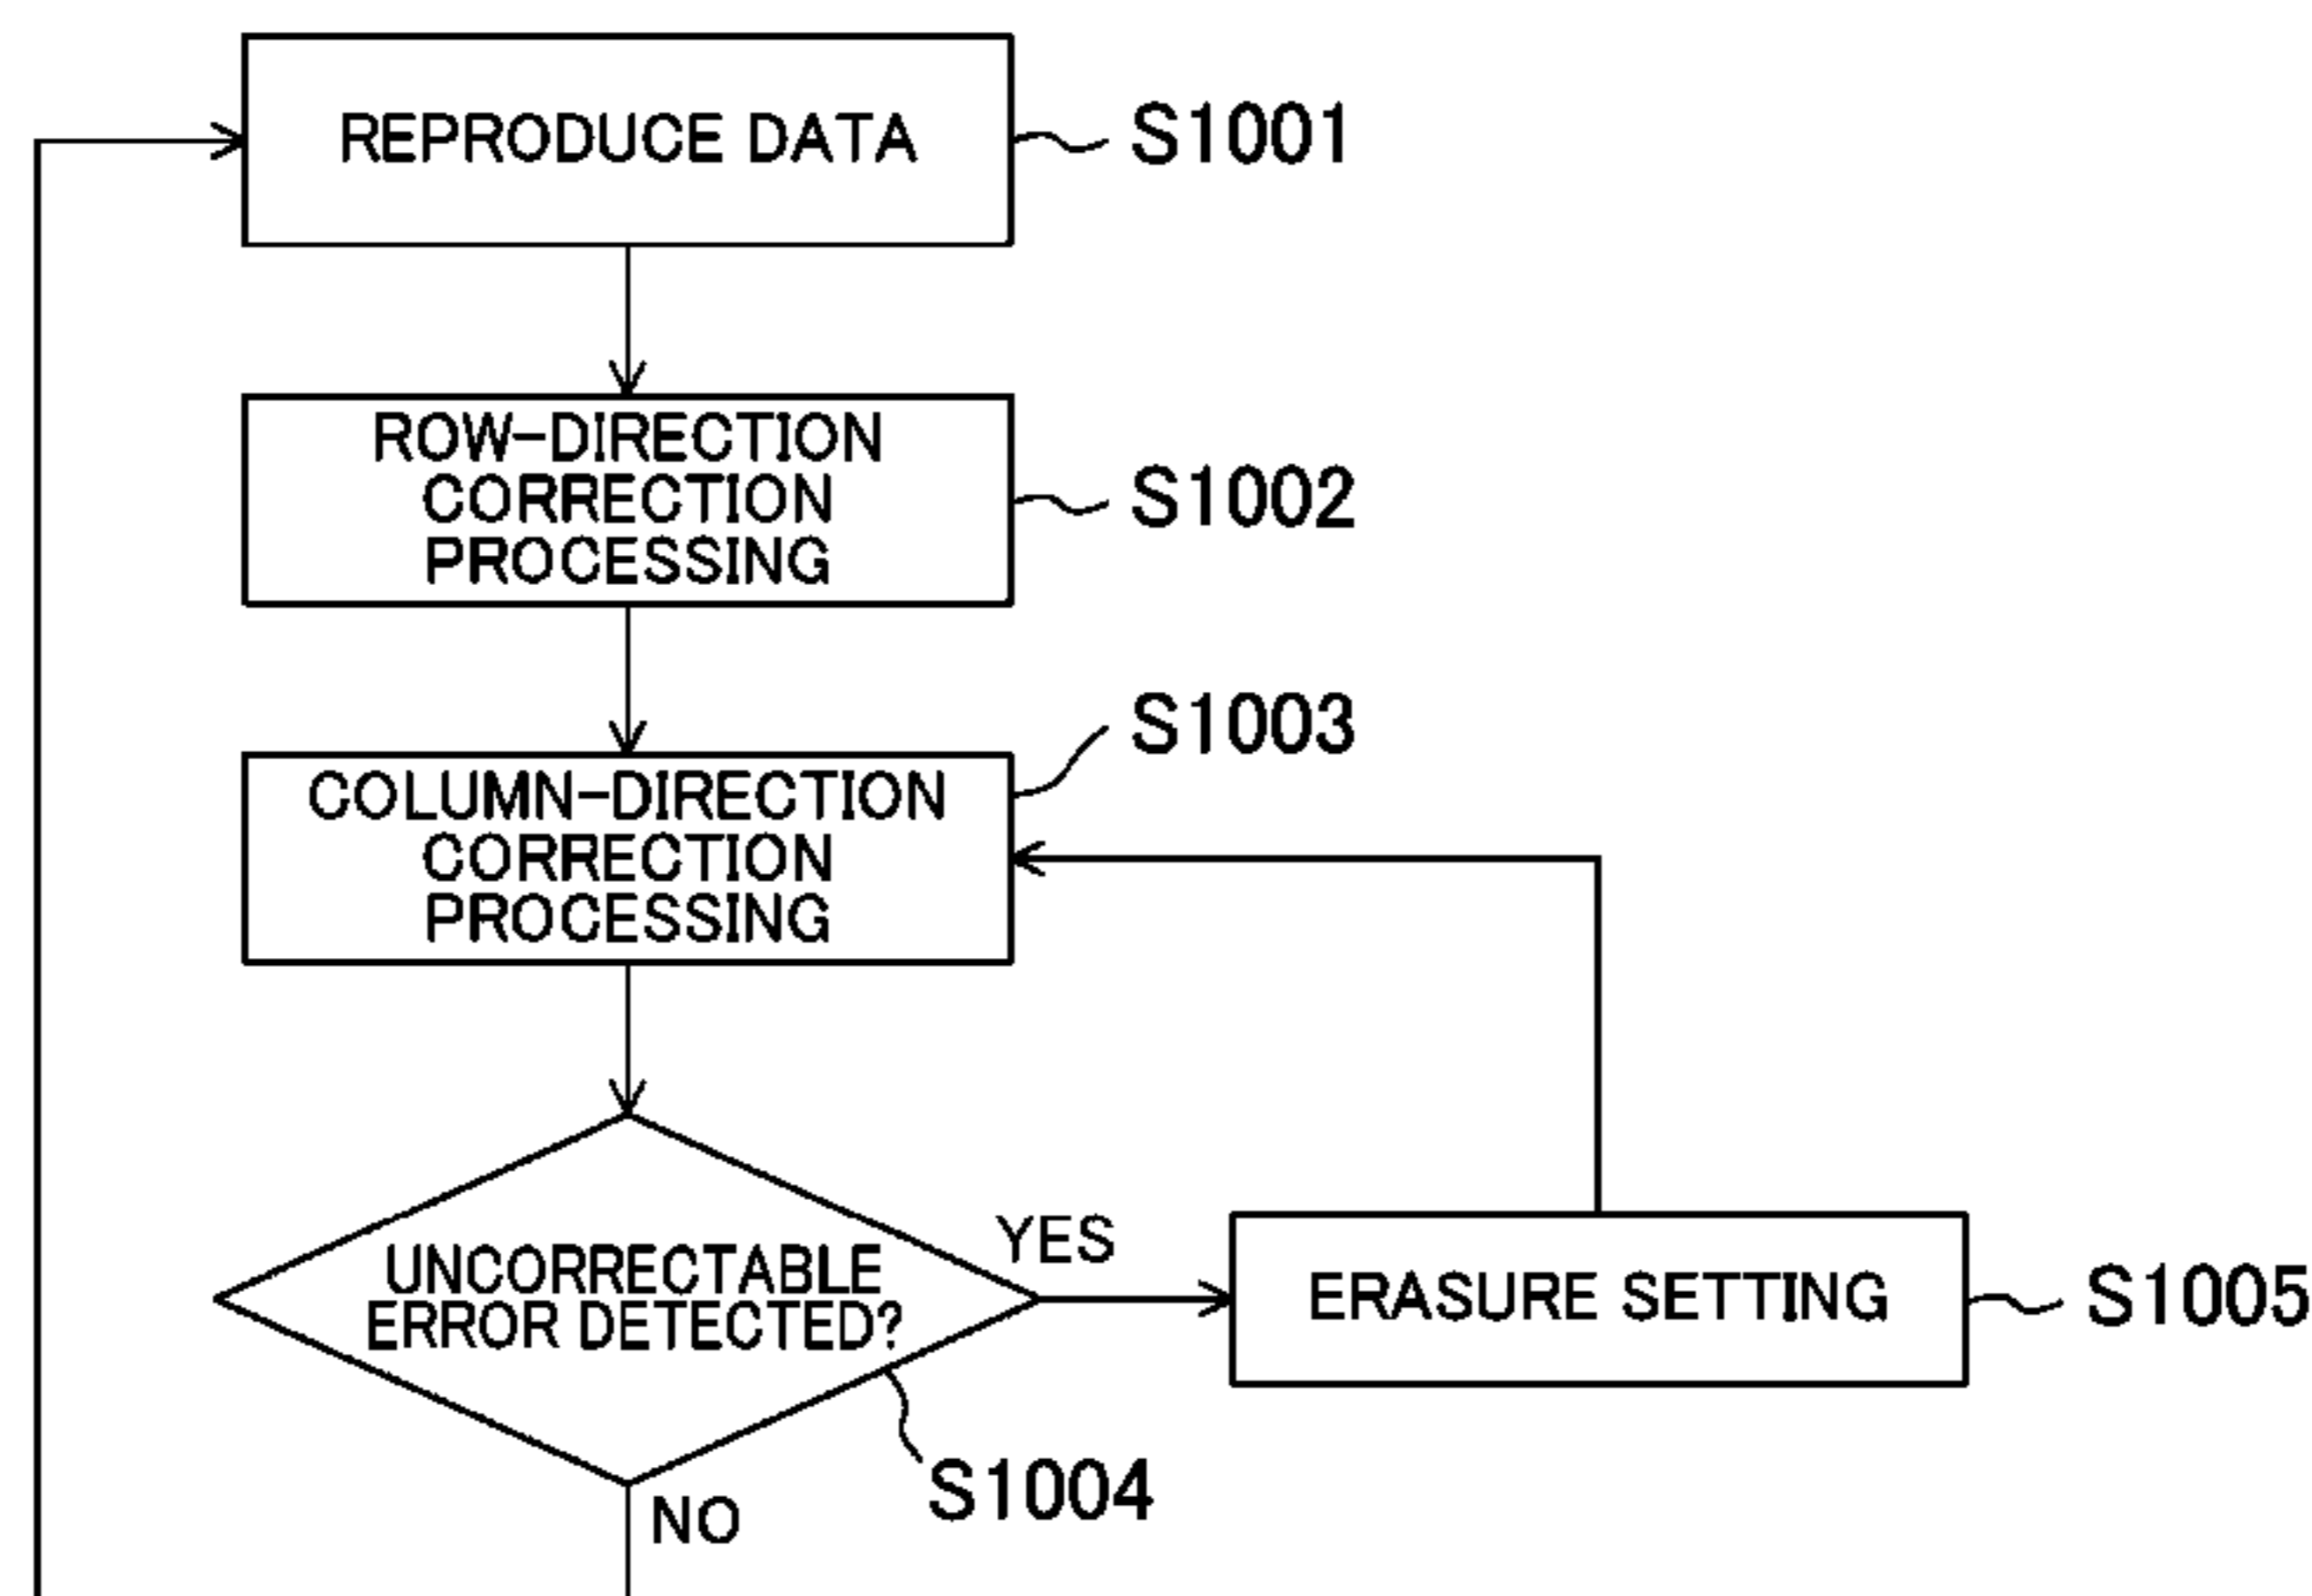 REPRODUCE DATA
S1001
ROW-DIRECTION
CORRECTION
PROCESSING
S1002
COLUMN-DIRECTION
CORRECTION
PROCESSING
S1003
UNCORRECTABLE
ERROR DETECTED?
S1004
YES
NO
ERASURE SETTING
S1005